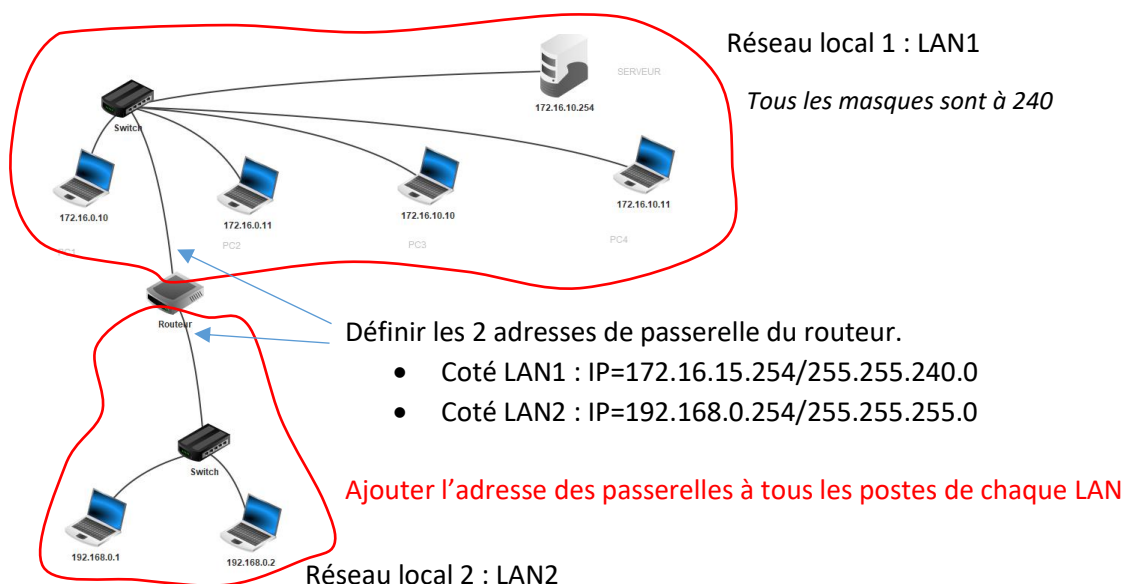 Réseau local 1 : LAN1
SERVEUR
172.16.10.254
Tous les masques sont à 240
Switch
172.16.0.10
172.16.0.11
172.16.10.10
172.16.10.11
PC1
PC2
PC3
PC4
Routeur
Définir les 2 adresses de passerelle du routeur.
• Coté LAN1 : IP=172.16.15.254/255.255.240.0
• Coté LAN2 : IP=192.168.0.254/255.255.255.0
Switch
Ajouter l’adresse des passerelles à tous les postes de chaque LAN
192.168.0.1
192.168.0.2
Réseau local 2 : LAN2